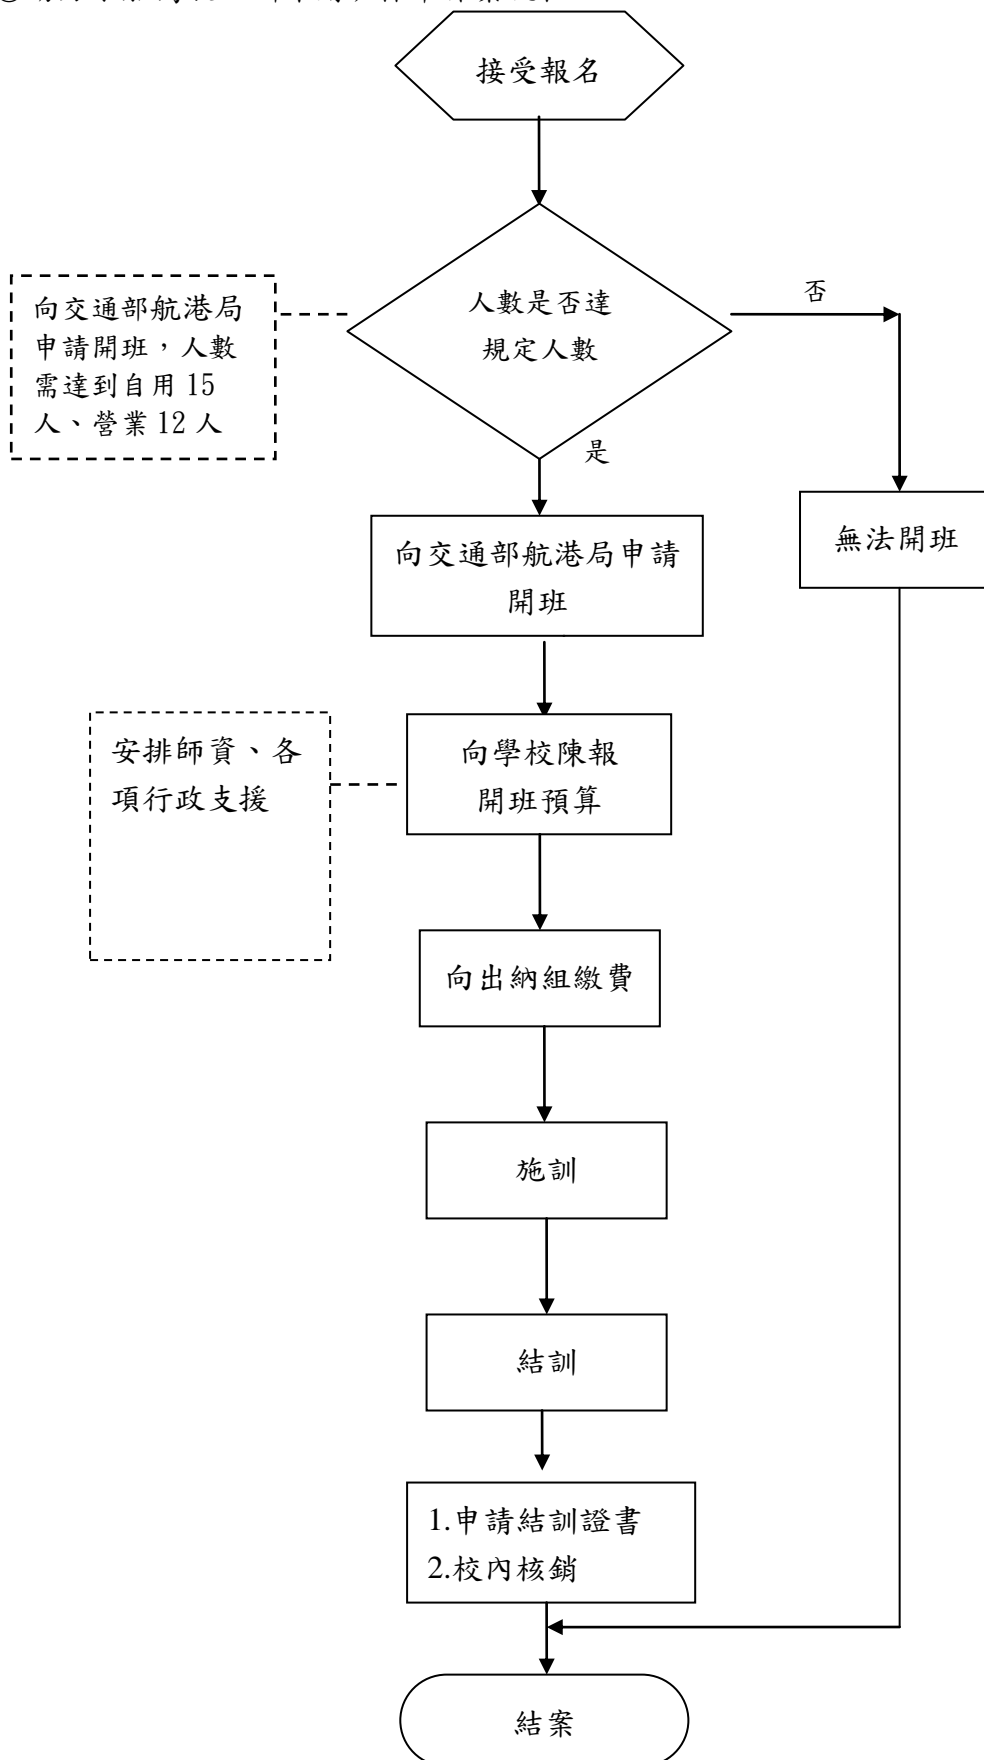 接受報名
人數是否達
規定人數
否
向交通部航港局
申請開班，人數
需達到自用 15
人、營業 12 人
是
向交通部航港局申請
開班
無法開班
向學校陳報
開班預算
安排師資、各
項行政支援
向出納組繳費
施訓
結訓
1.申請結訓證書
2.校內核銷
結案